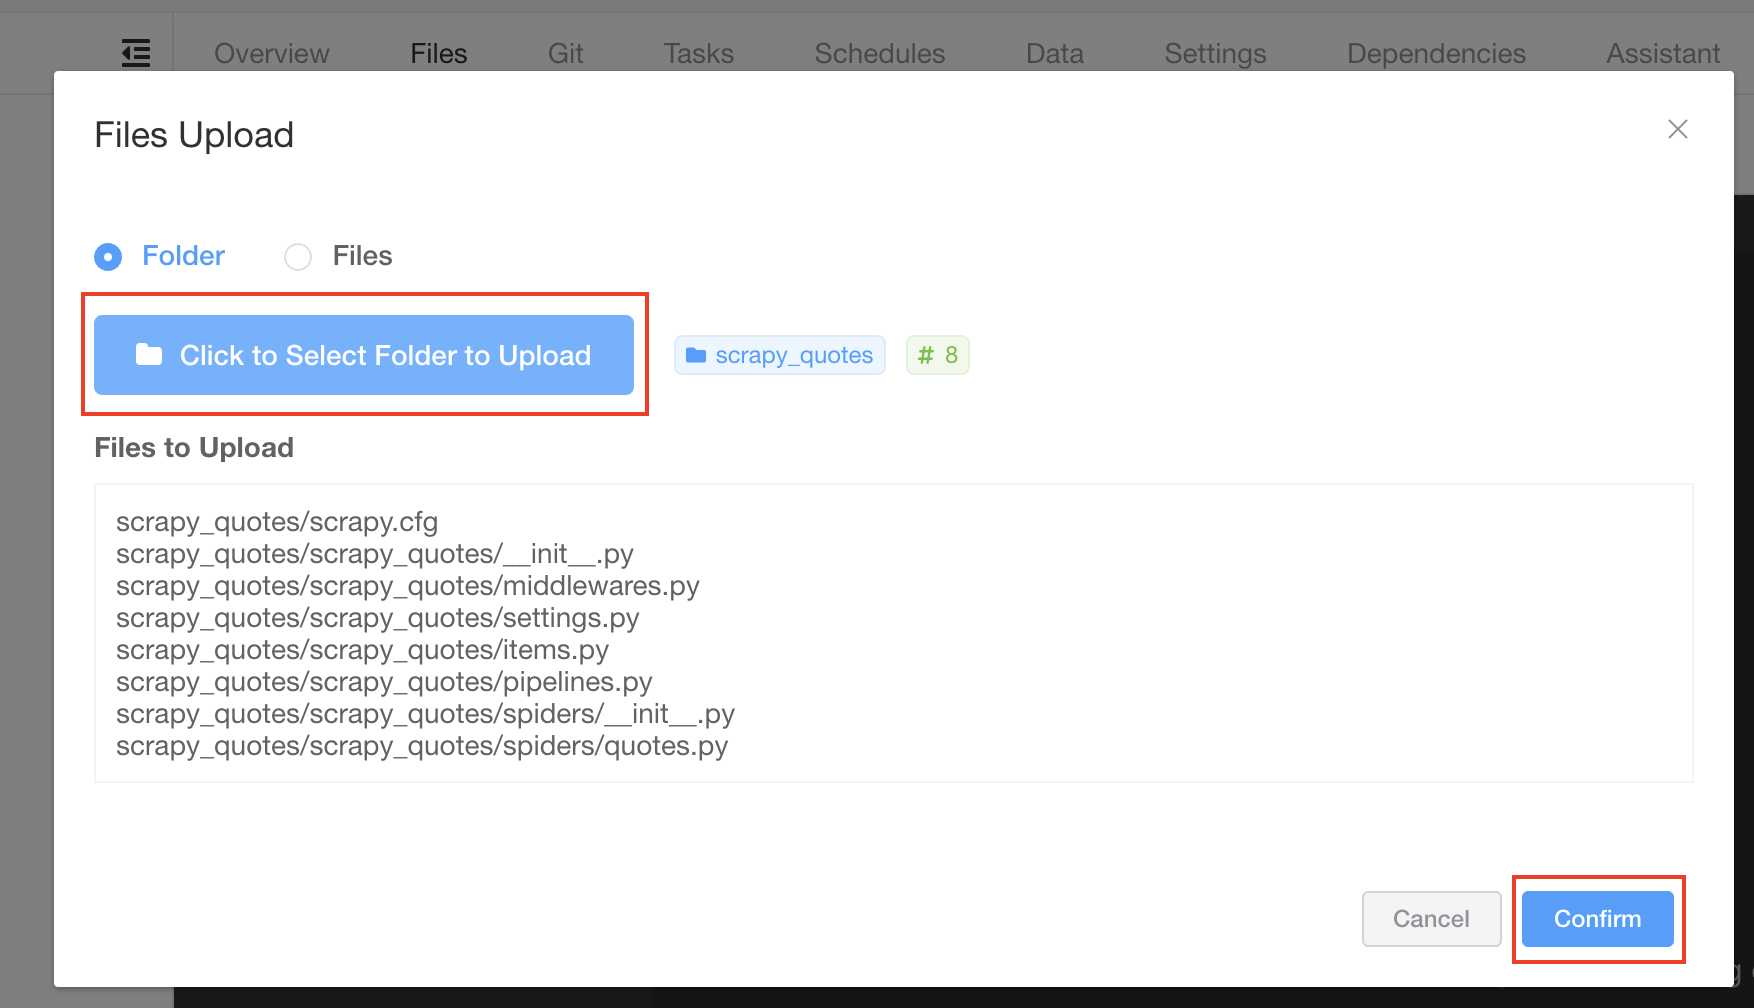 Overview Files Git Tasks Schedules Data Settings Dependencies Assistant
Files Upload
Folder Files
Click to Select Folder to Upload scrapy_quotes # 8
Files to Upload
scrapy_quotes/scrapy.cfg
scrapy_quotes/scrapy_quotes/__init__.py
scrapy_quotes/scrapy_quotes/middlewares.py
scrapy_quotes/scrapy_quotes/settings.py
scrapy_quotes/scrapy_quotes/items.py
scrapy_quotes/scrapy_quotes/pipelines.py
scrapy_quotes/scrapy_quotes/spiders/__init__.py
scrapy_quotes/scrapy_quotes/spiders/quotes.py
Cancel Confirm